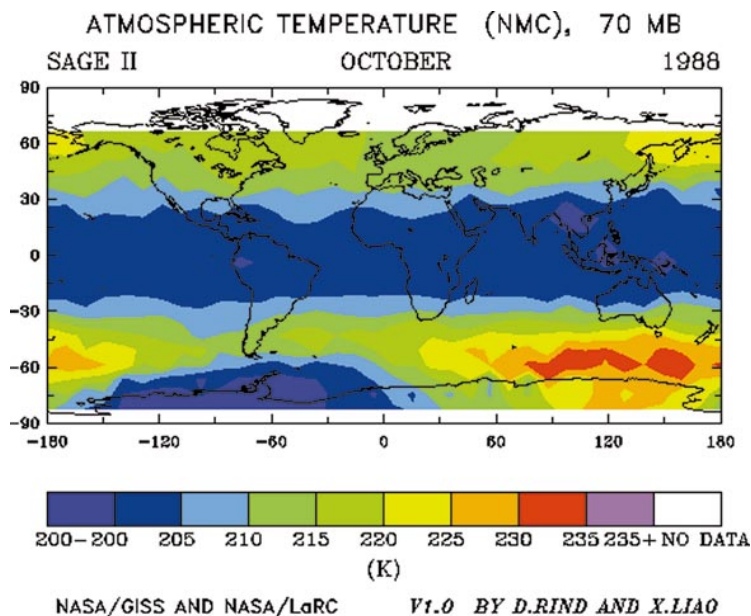 ATMOSPHERIC TEMPERATURE (NMC), 70 MB
SAGE II OCTOBER 1988
90
60
30
0
-30
-60
-90
-180 -120 -60 0 60 120 180
200-200 205 210 215 220 225 230 235 235+ NO DATA
(K)
NASA/GISS AND NASA/LaRC V1.0 BY D.RIND AND X.LIAO